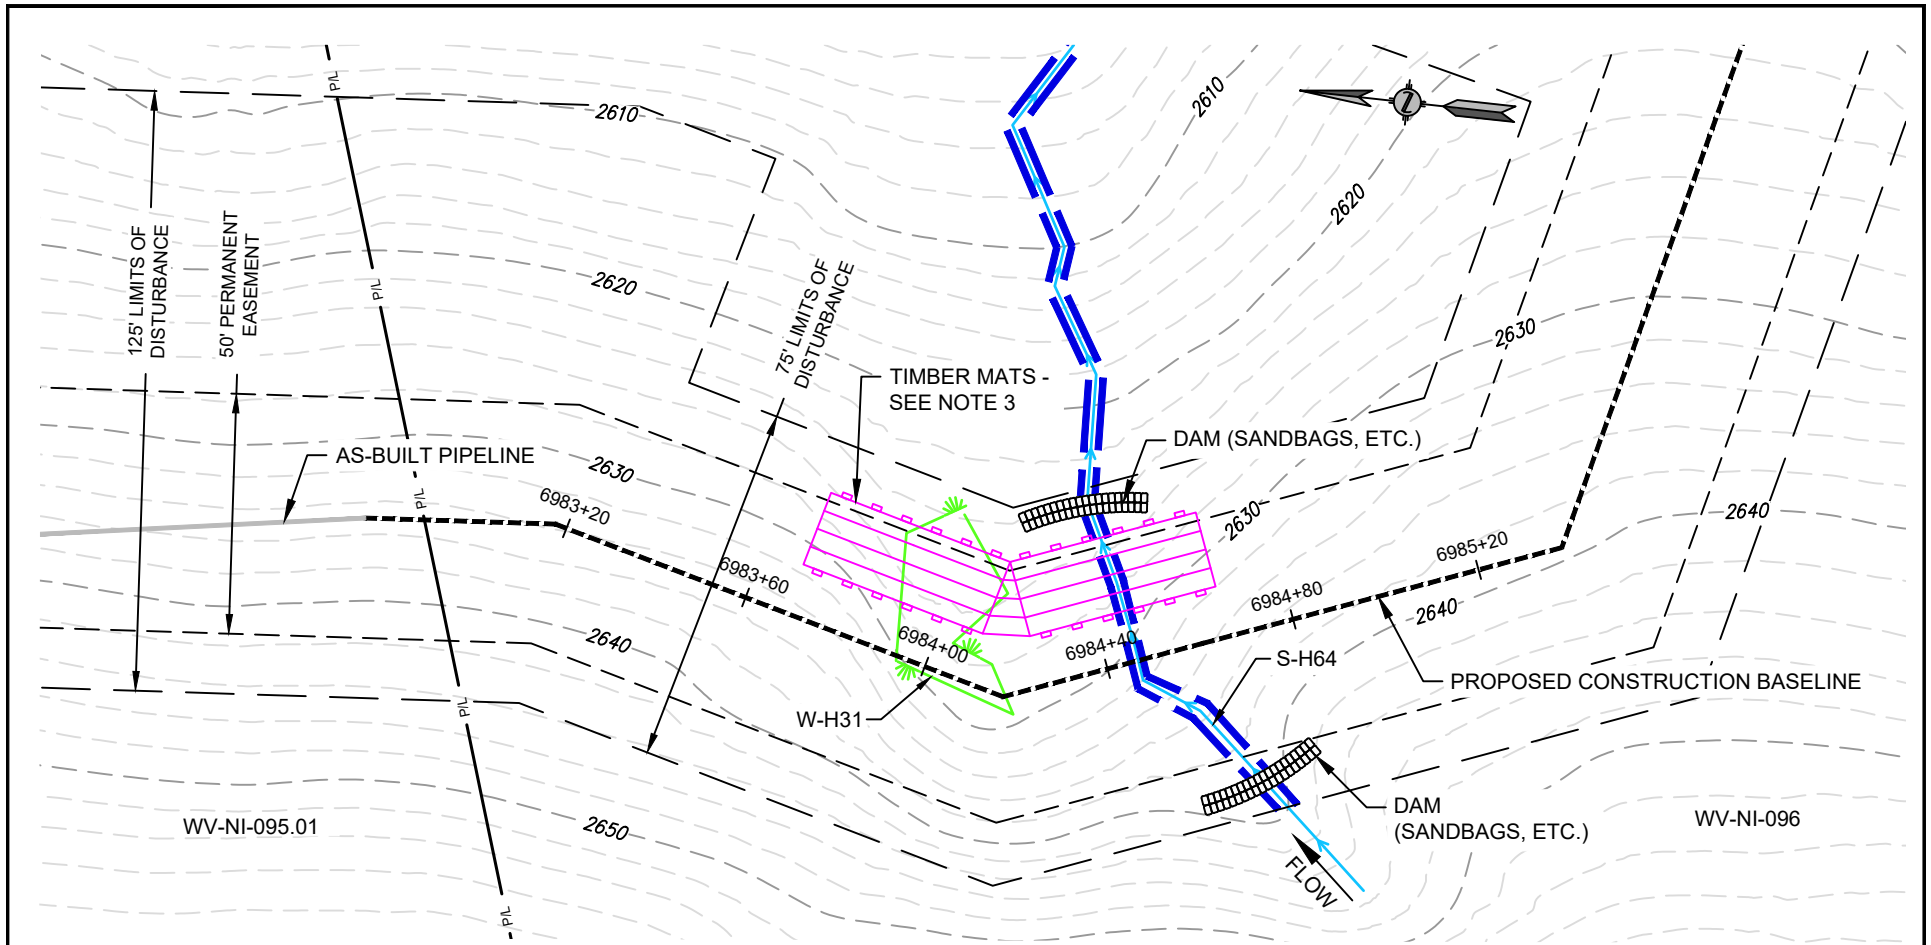 P/L
2610
2610
2620
125' LIMITS OF
DISTURBANCE
50' PERMANENT
EASEMENT
P/L
2620
75' LIMITS OF
DISTURBANCE
2630
TIMBER MATS -
SEE NOTE 3
DAM (SANDBAGS, ETC.)
AS-BUILT PIPELINE
2630
P/L
6983+20
2630
2640
6985+20
6983+60
6984+80
2640
2640
6984+00
6984+40
S-H64
PROPOSED CONSTRUCTION BASELINE
P/L
W-H31
DAM
(SANDBAGS, ETC.)
WV-NI-095.01
2650
WV-NI-096
FLOW
P/L